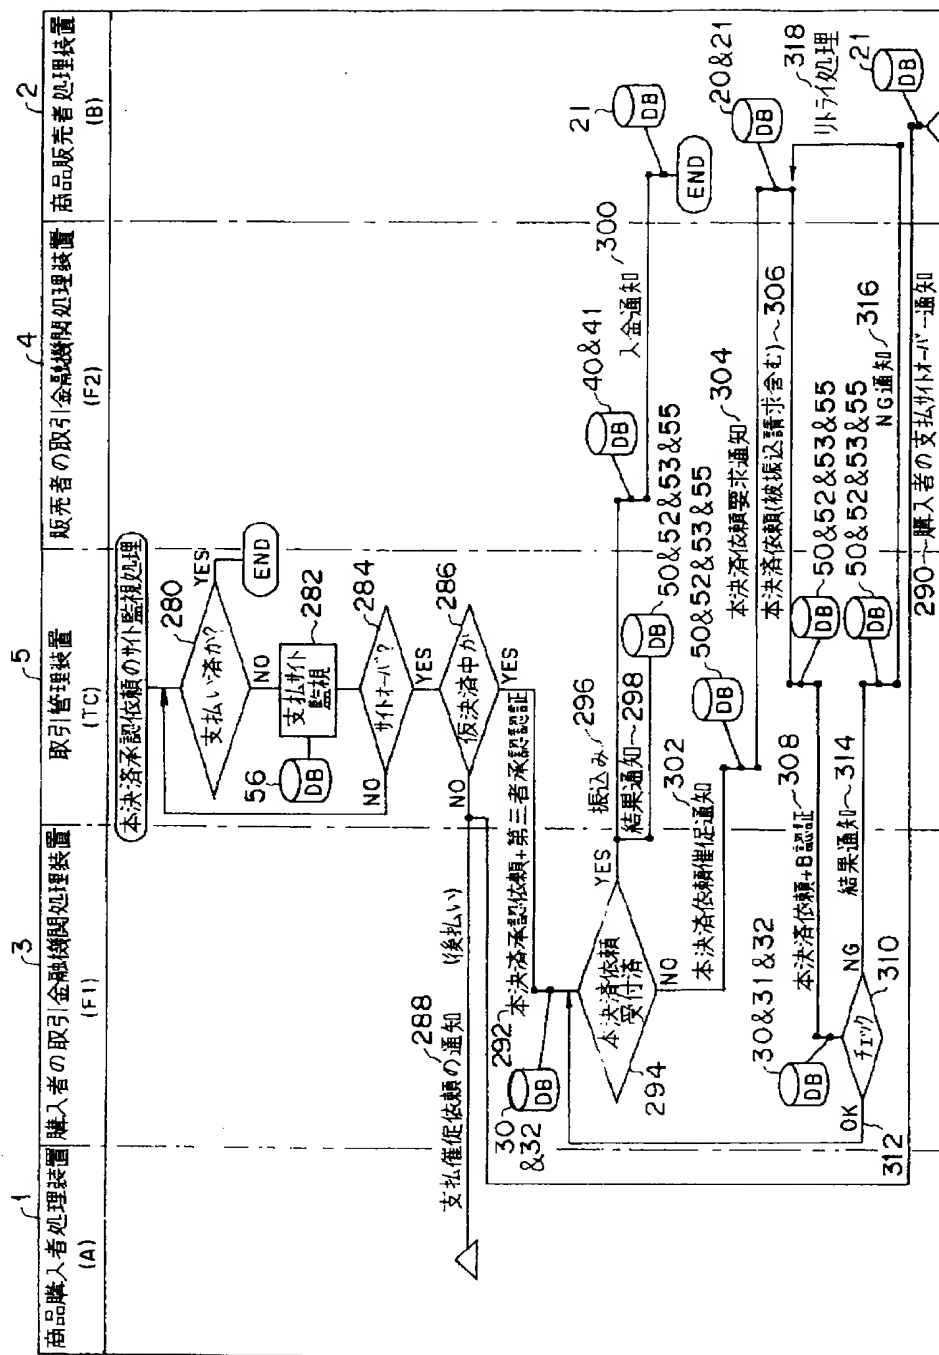 1
商品購入者処理装置
(A)
3
購入者の取引金融機関処理装置
(F1)
5
取引管理装置
(TC)
4
販売者の取引金融機関処理装置
(F2)
2
商品販売者処理装置
(B)
本決済承認依頼のサイト監視処理
支払い済か?
280
YES
END
NO
支払サイト
監視
282
56
DB
サイトオーバ?
284
NO
YES
仮決済中か
286
NO
YES
支払催促依頼の通知
288
(後払い)
292
本決済承認依頼+第三者承認認証
30
&32
DB
本決済依頼
受付済
294
YES
振込み
296
結果通知~298
DB
50&52&53&55
DB
40&41
入金通知
300
DB
21
END
NO
本決済依頼催促通知
302
DB
50&52&53&55
本決済依頼要求通知
304
DB
20&21
本決済依頼(被振込請求含む)~306
DB
50&52&53&55
本決済依頼+B認証
308
DB
30&31&32
チェック
310
OK
312
NG
結果通知~314
DB
50&52&53&55
NG通知
316
リトライ処理
318
290~購入者の支払サイトオーバー通知
DB
21